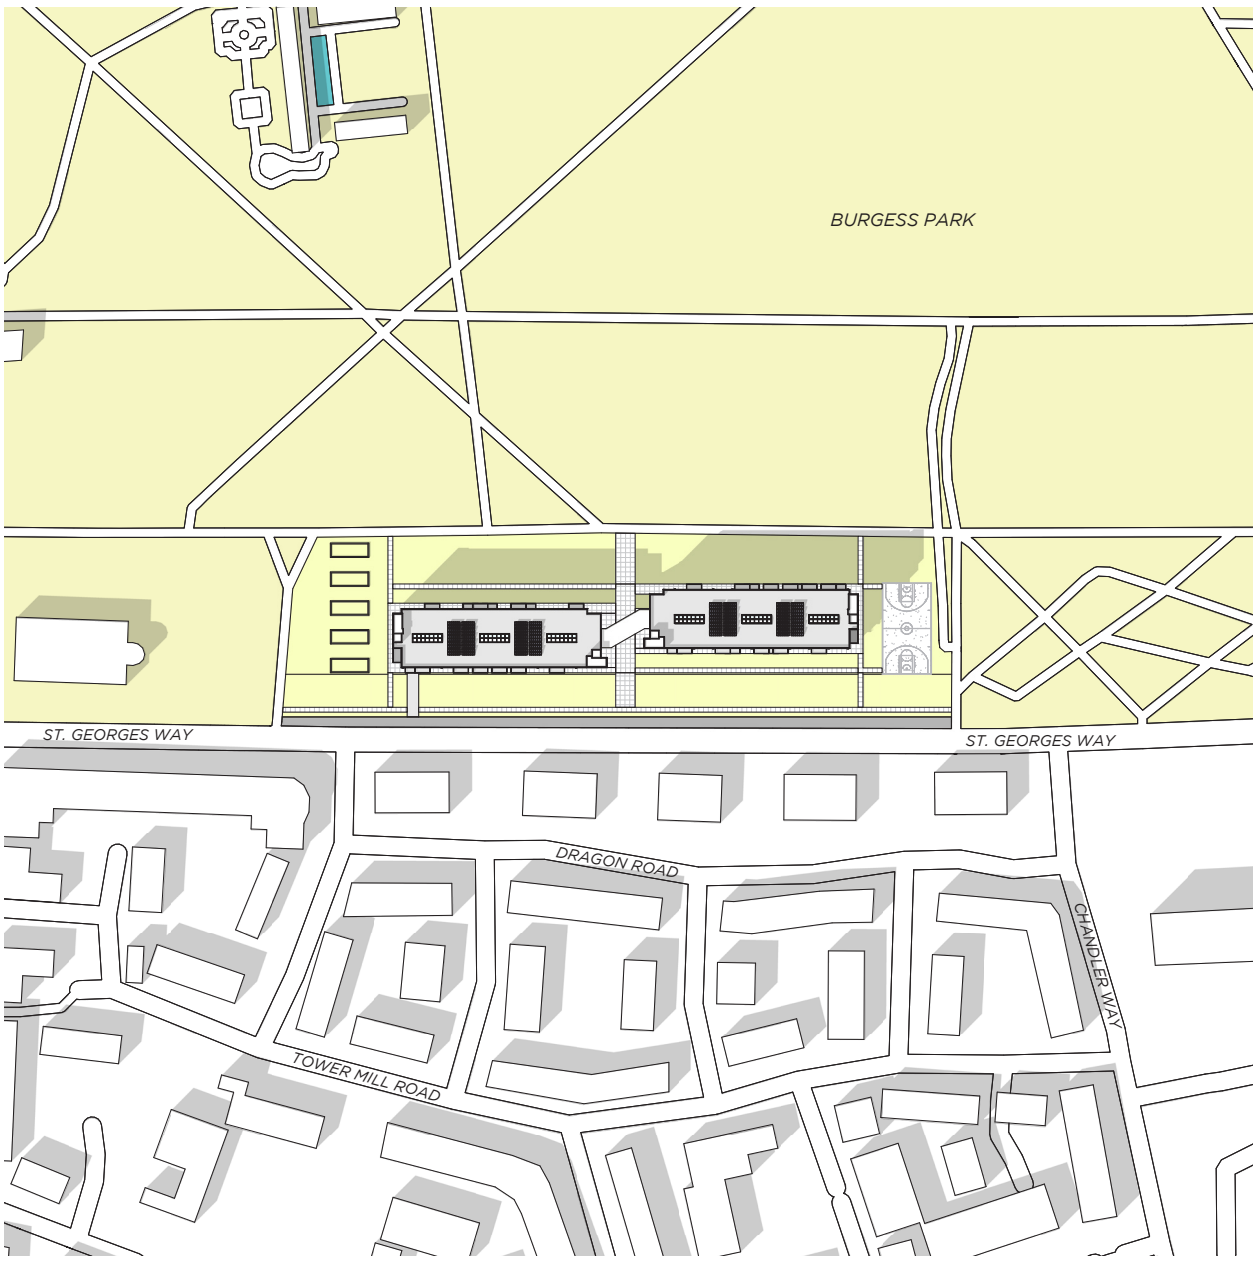 BURGESS PARK
ST. GEORGES WAY
ST. GEORGES WAY
DRAGON ROAD
CHANDLER WAY
TOWER MILL ROAD